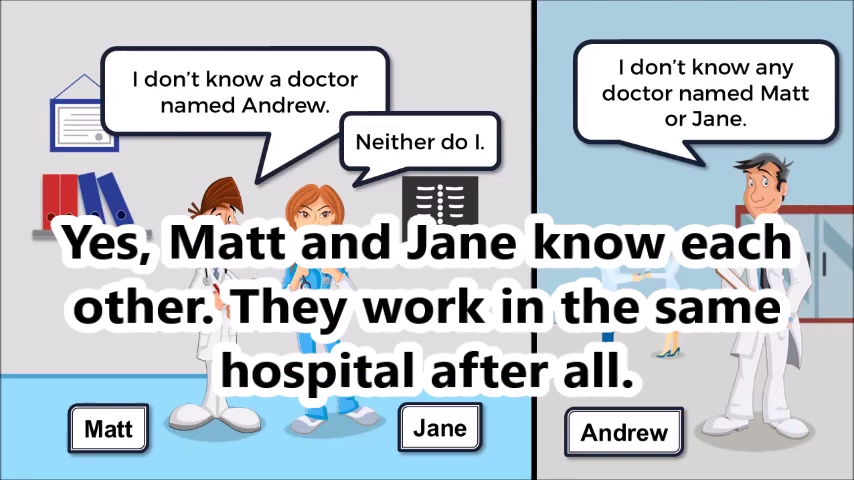 I don't know a doctor
named Andrew.
Neither do I.
I don't know any
doctor named Matt
or Jane.
Yes, Matt and Jane know each
other. They work in the same
hospital after all.
Matt
Jane
Andrew